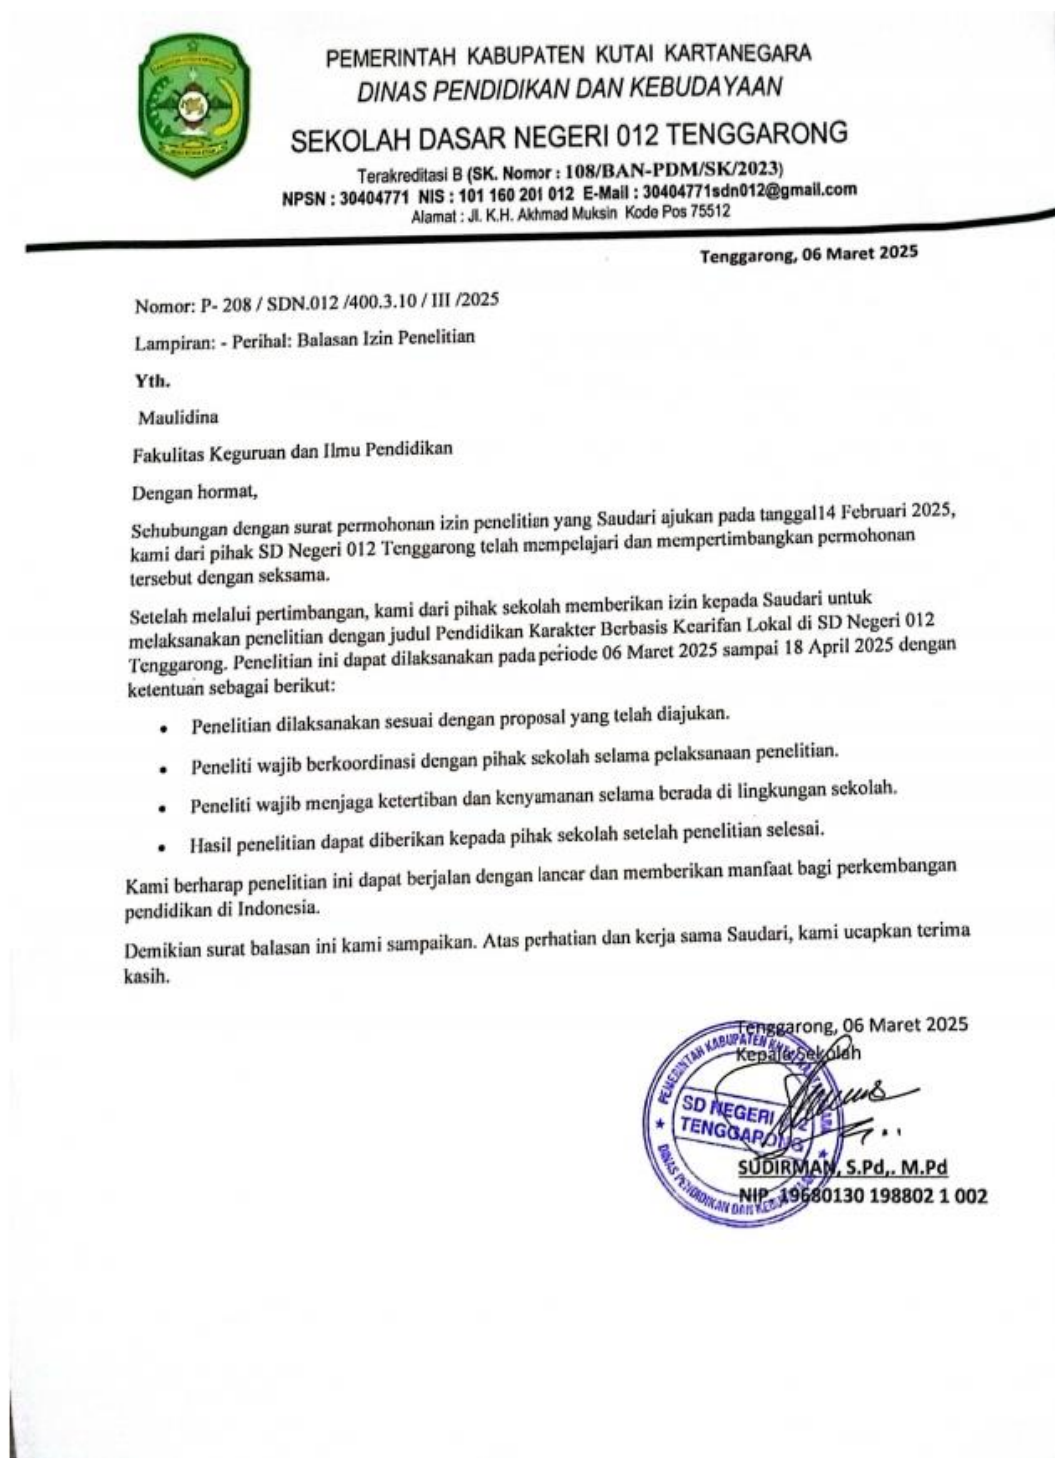 PEMERINTAH KABUPATEN KUTAI KARTANEGARA
DINAS PENDIDIKAN DAN KEBUDAYAAN
SEKOLAH DASAR NEGERI 012 TENGGARONG
Terakreditasi B (SK. Nomor : 108/BAN-PDM/SK/2023)
NPSN : 30404771 NIS : 101 160 201 012 E-Mail : 30404771sdn012@gmail.com
Alamat : Jl. K.H. Akhmad Muksin Kode Pos 75512
Tenggarong, 06 Maret 2025
Nomor: P- 208 / SDN.012 /400.3.10 / III /2025
Lampiran: - Perihal: Balasan Izin Penelitian
Yth.
Maulidina
Fakulitas Keguruan dan Ilmu Pendidikan
Dengan hormat,
Sehubungan dengan surat permohonan izin penelitian yang Saudari ajukan pada tanggal14 Februari 2025,
kami dari pihak SD Negeri 012 Tenggarong telah mempelajari dan mempertimbangkan permohonan
tersebut dengan seksama.
Setelah melalui pertimbangan, kami dari pihak sekolah memberikan izin kepada Saudari untuk
melaksanakan penelitian dengan judul Pendidikan Karakter Berbasis Kearifan Lokal di SD Negeri 012
Tenggarong. Penelitian ini dapat dilaksanakan pada periode 06 Maret 2025 sampai 18 April 2025 dengan
ketentuan sebagai berikut:
• Penelitian dilaksanakan sesuai dengan proposal yang telah diajukan.
• Peneliti wajib berkoordinasi dengan pihak sekolah selama pelaksanaan penelitian.
• Peneliti wajib menjaga ketertiban dan kenyamanan selama berada di lingkungan sekolah.
• Hasil penelitian dapat diberikan kepada pihak sekolah setelah penelitian selesai.
Kami berharap penelitian ini dapat berjalan dengan lancar dan memberikan manfaat bagi perkembangan
pendidikan di Indonesia.
Demikian surat balasan ini kami sampaikan. Atas perhatian dan kerja sama Saudari, kami ucapkan terima
kasih.
Tenggarong, 06 Maret 2025
Kepala Sekolah
PEMERINTAH KABUPATEN
SD NEGERI
TENGGARONG
DINAS PENDIDIKAN DAN KEBUDAYAAN
SUDIRMAN, S.Pd,. M.Pd
NIP. 19680130 198802 1 002